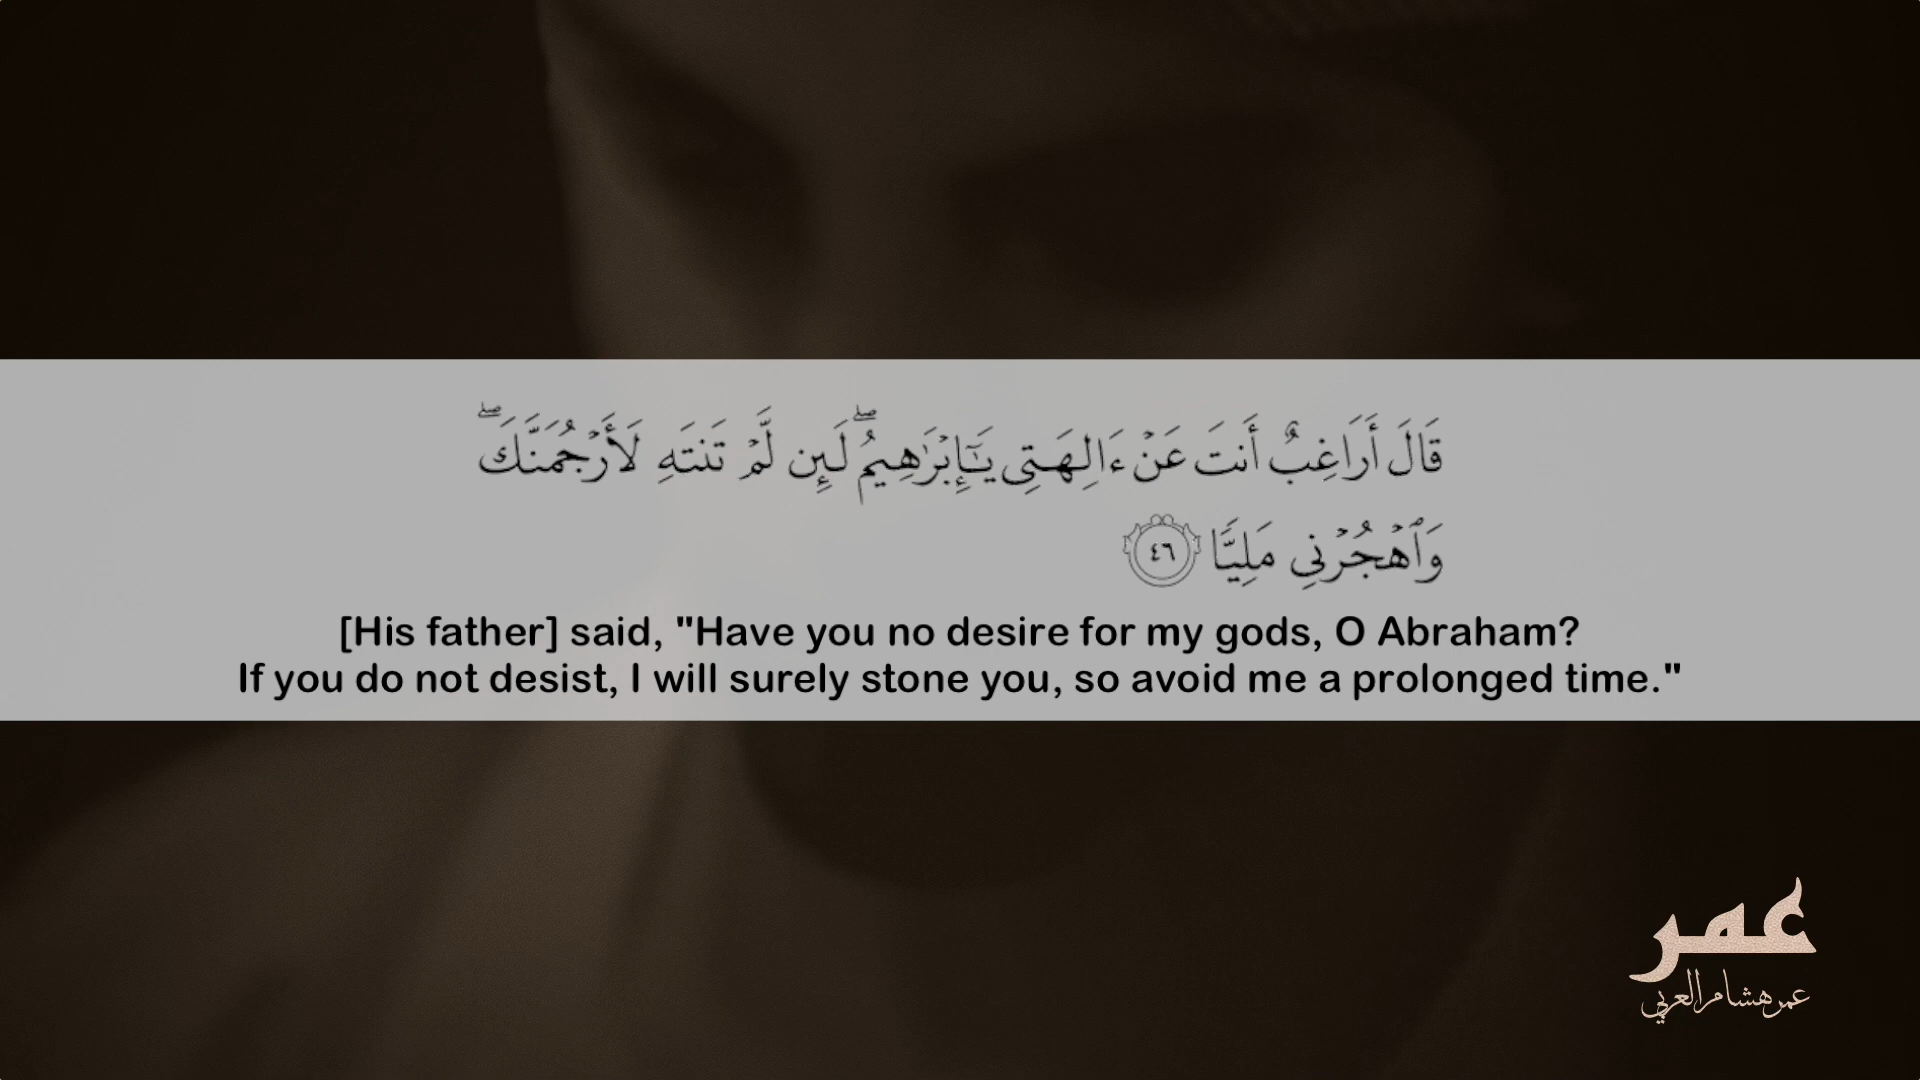 قَالَ أَرَاغِبٌ أَنتَ عَنْ ءَالِهَتِى يَـٰٓإِبْرَٰهِيمُ ۖ لَئِن لَّمْ تَنتَهِ لَأَرْجُمَنَّكَ ۖ
وَٱهْجُرْنِى مَلِيًّا ٤٦
[His father] said, "Have you no desire for my gods, O Abraham?
If you do not desist, I will surely stone you, so avoid me a prolonged time."
عمر
عمر هشام العربي